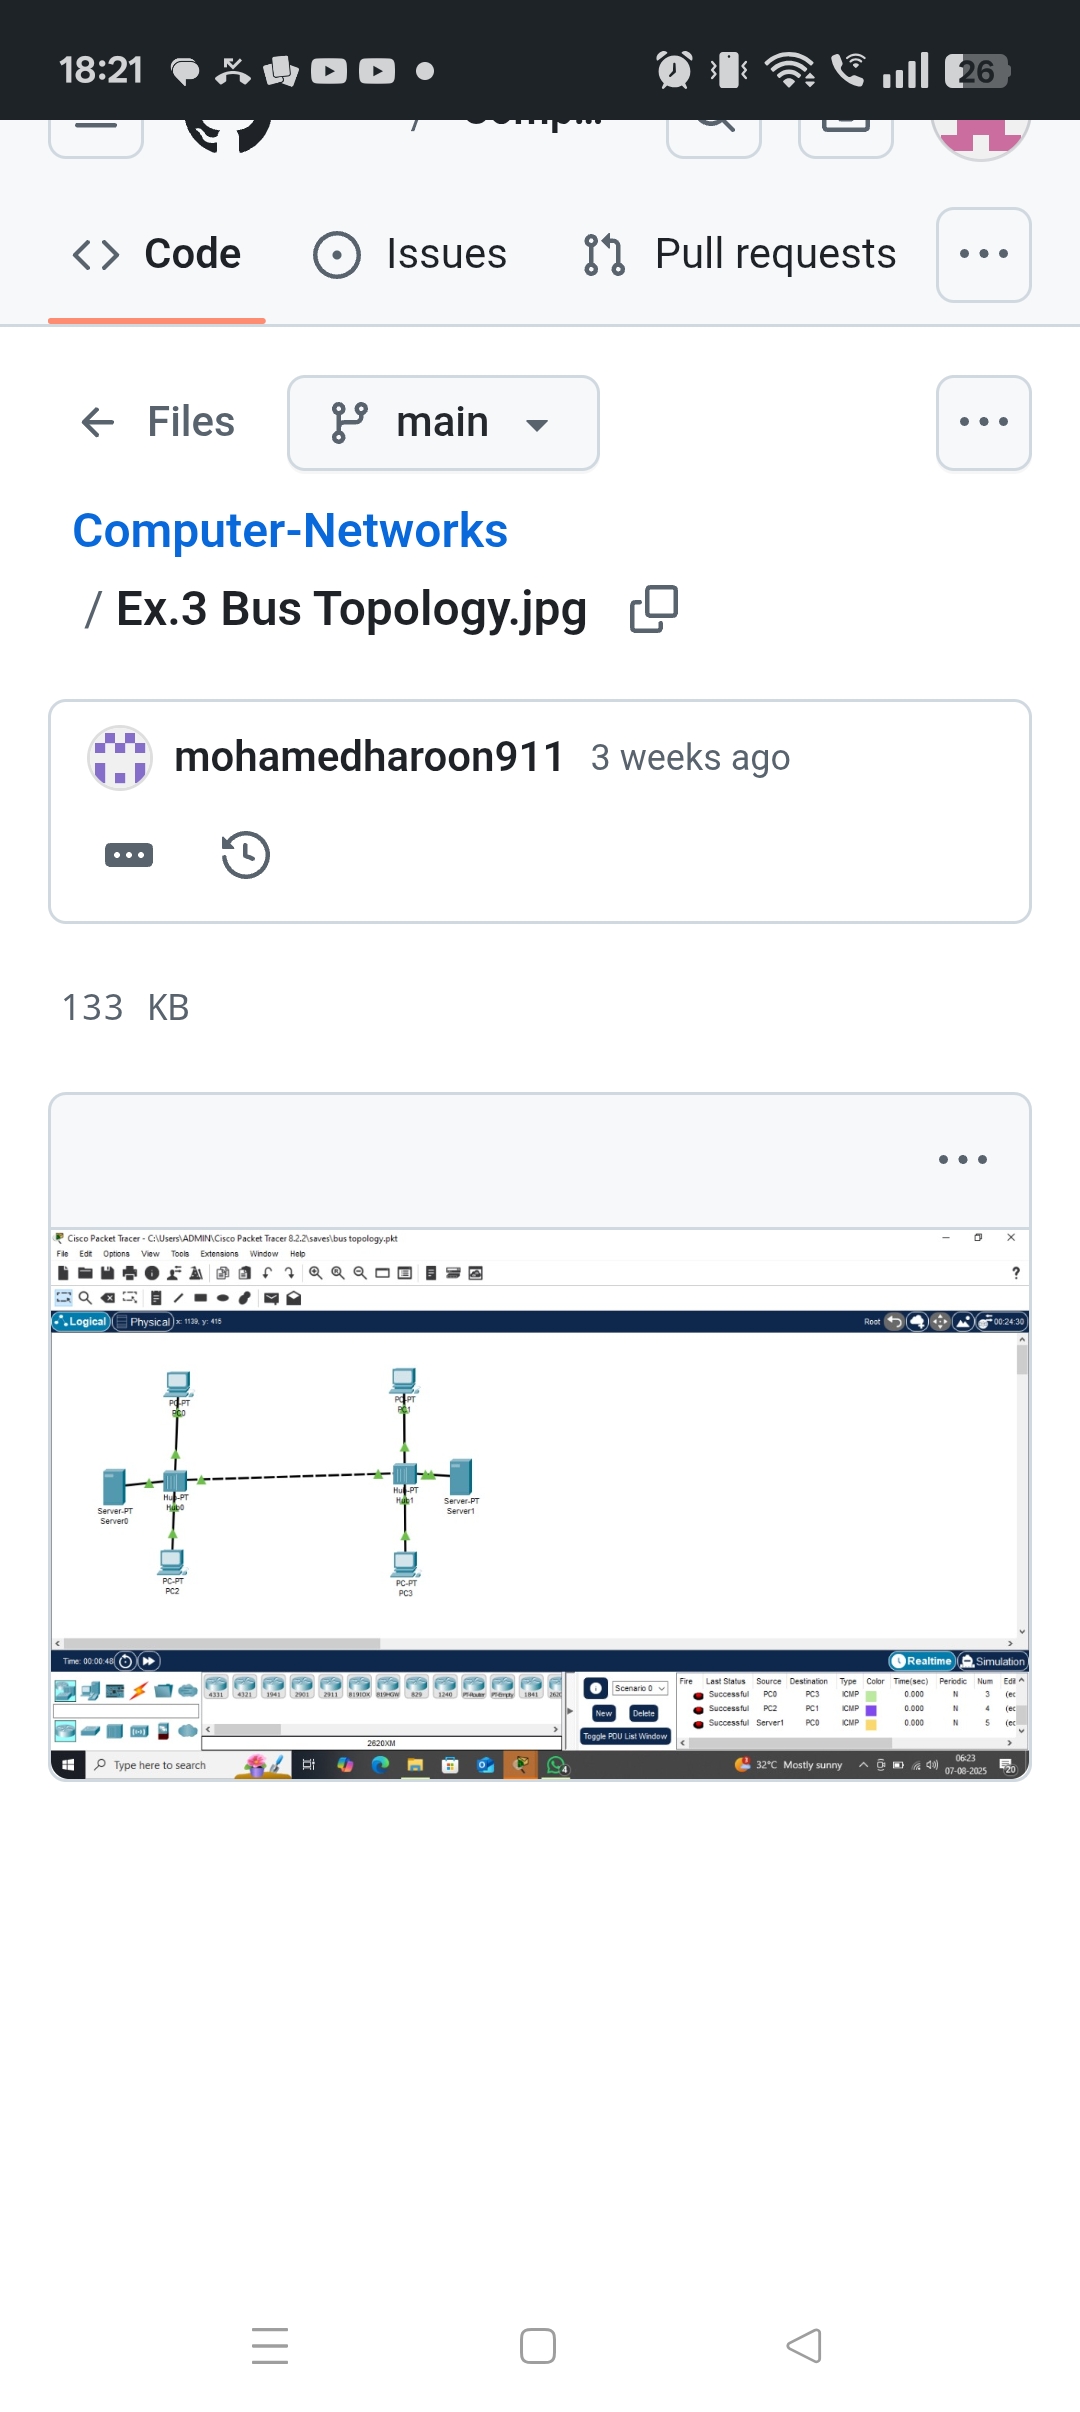 18:21
26
Code
Issues
Pull requests
Files
main
Computer-Networks
/ Ex.3 Bus Topology.jpg
mohamedharoon911 3 weeks ago
133 KB
Cisco Packet Tracer - C:\Users\ADMIN\Cisco Packet Tracer 8.2.2\saves\bus topology.pkt
File Edit Options View Tools Extensions Window Help
Logical Physical x: 1139, y: 415 Root 00:24:30
PC-PT
PC0
PC-PT
PC1
Hub-PT
Hub0
Hub-PT
Hub1
Server-PT
Server0
Server-PT
Server1
PC-PT
PC2
PC-PT
PC3
Time: 00:00:48
Realtime Simulation
4331 4321 1941 2901 2911 819IOX 819HGW 829 1240 PT-Router PT-Empty 1841
2620XM
Scenario 0
New Delete
Toggle PDU List Window
Fire Last Status Source Destination Type Color Time(sec) Periodic Num Edit
Successful PC0 PC3 ICMP 0.000 N 3
Successful PC2 PC1 ICMP 0.000 N 4
Successful Server1 PC0 ICMP 0.000 N 5
Type here to search
4
32°C Mostly sunny
06:23
07-08-2025
20